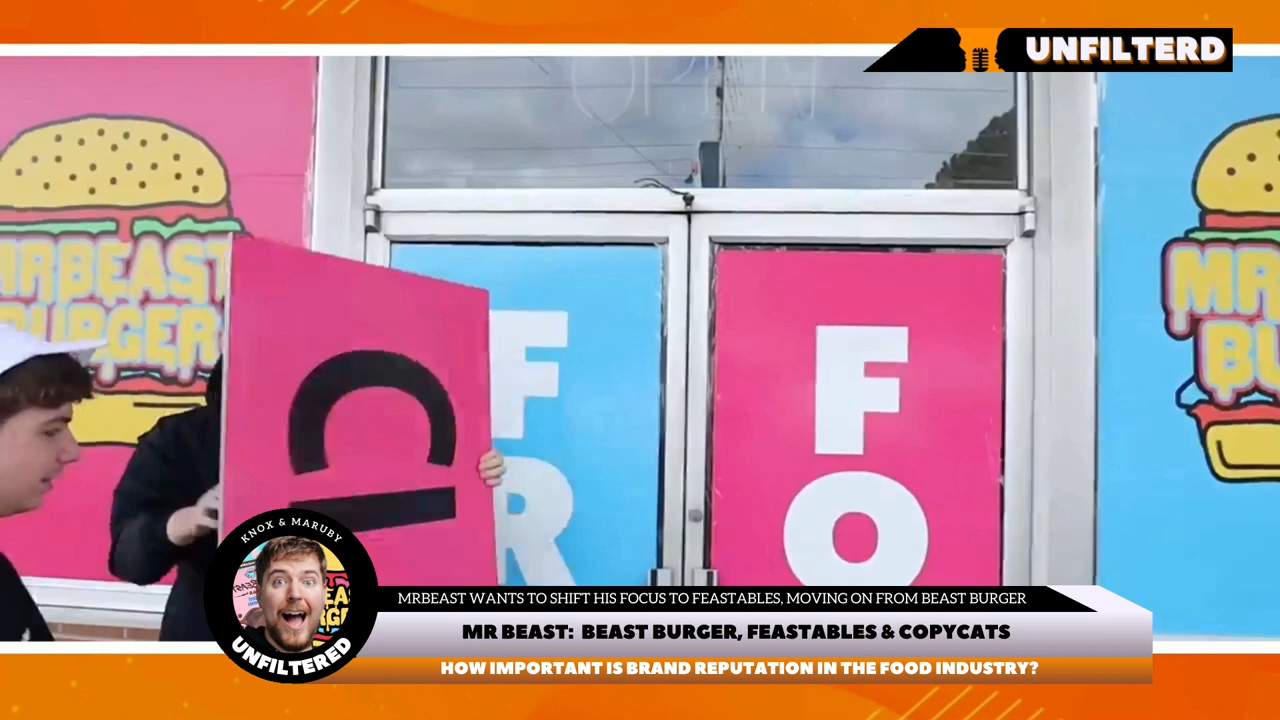 UNFILTERD
MRBEAST
BURGER
F
R
F
O
MR
BU
KNOX & MARUBY
UNFILTERED
MRBEAST WANTS TO SHIFT HIS FOCUS TO FEASTABLES, MOVING ON FROM BEAST BURGER
MR BEAST: BEAST BURGER, FEASTABLES & COPYCATS
HOW IMPORTANT IS BRAND REPUTATION IN THE FOOD INDUSTRY?